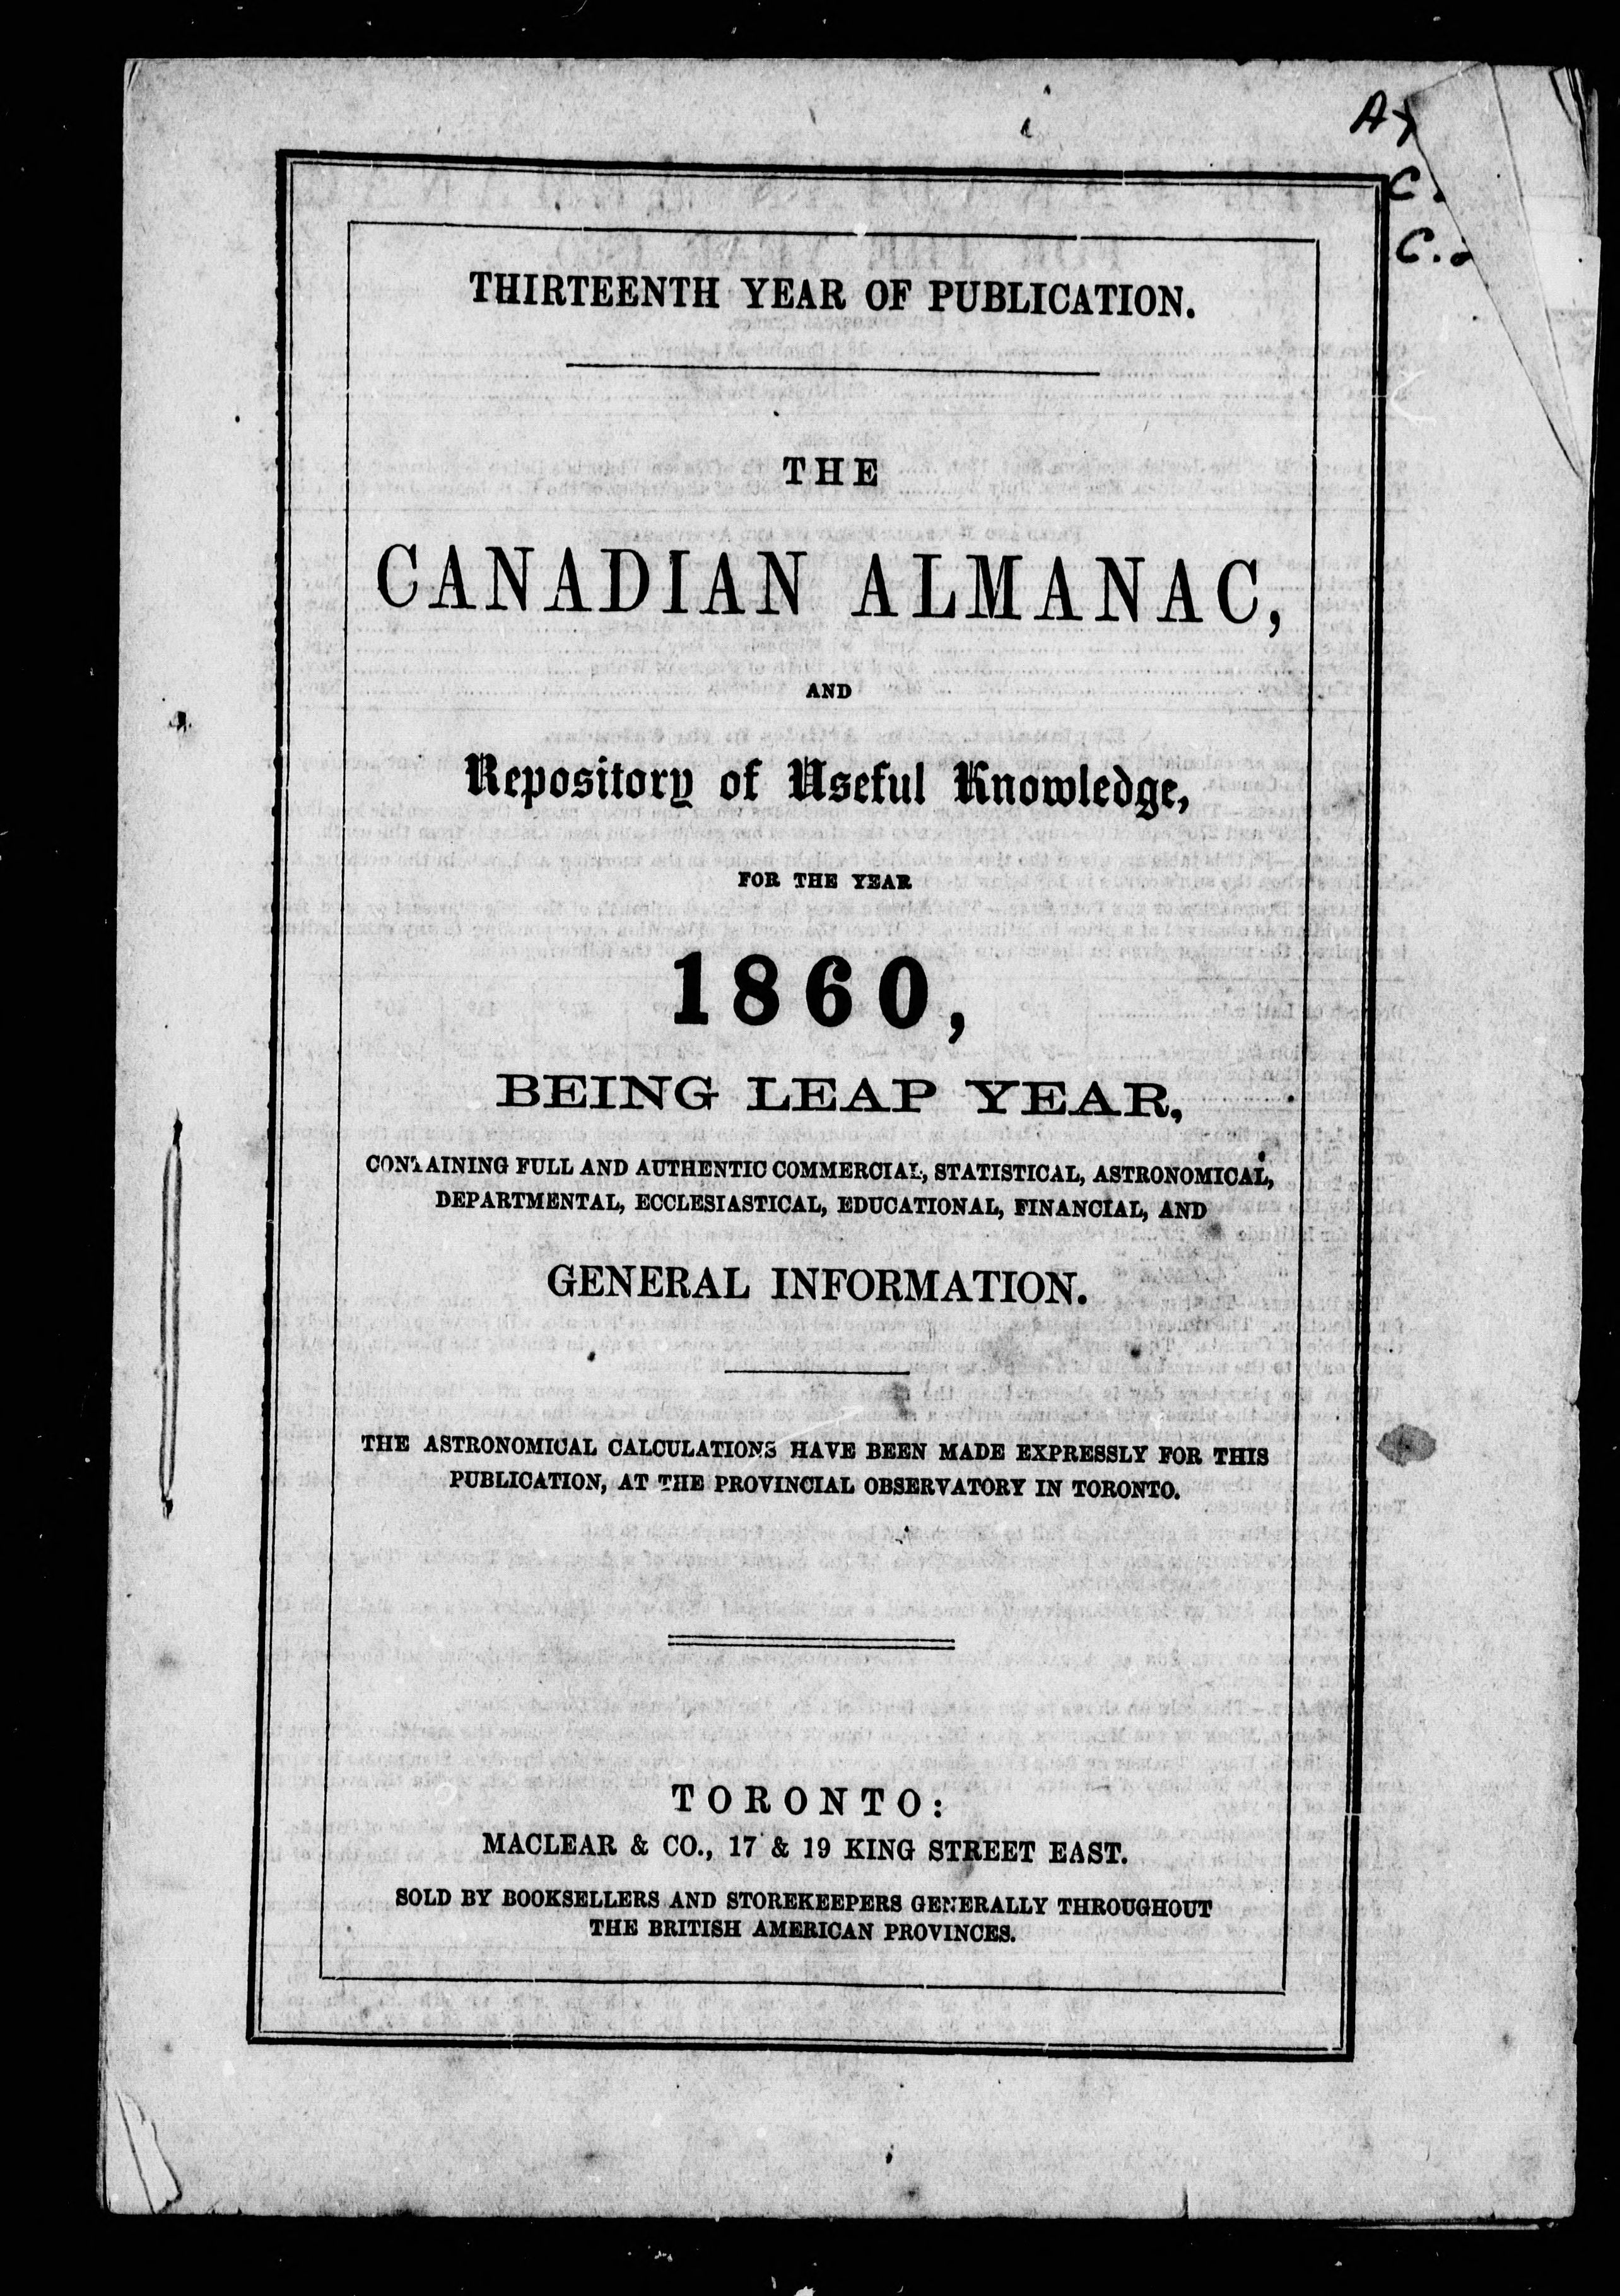 THIRTEENTH YEAR OF PUBLICATION.
THE
CANADIAN ALMANAC,
AND
Repository of Useful Knowledge,
FOR THE YEAR
1860,
BEING LEAP YEAR,
CONTAINING FULL AND AUTHENTIC COMMERCIAL, STATISTICAL, ASTRONOMICAL,
DEPARTMENTAL, ECCLESIASTICAL, EDUCATIONAL, FINANCIAL, AND
GENERAL INFORMATION.
THE ASTRONOMICAL CALCULATIONS HAVE BEEN MADE EXPRESSLY FOR THIS
PUBLICATION, AT THE PROVINCIAL OBSERVATORY IN TORONTO.
TORONTO:
MACLEAR & CO., 17 & 19 KING STREET EAST.
SOLD BY BOOKSELLERS AND STOREKEEPERS GENERALLY THROUGHOUT
THE BRITISH AMERICAN PROVINCES.